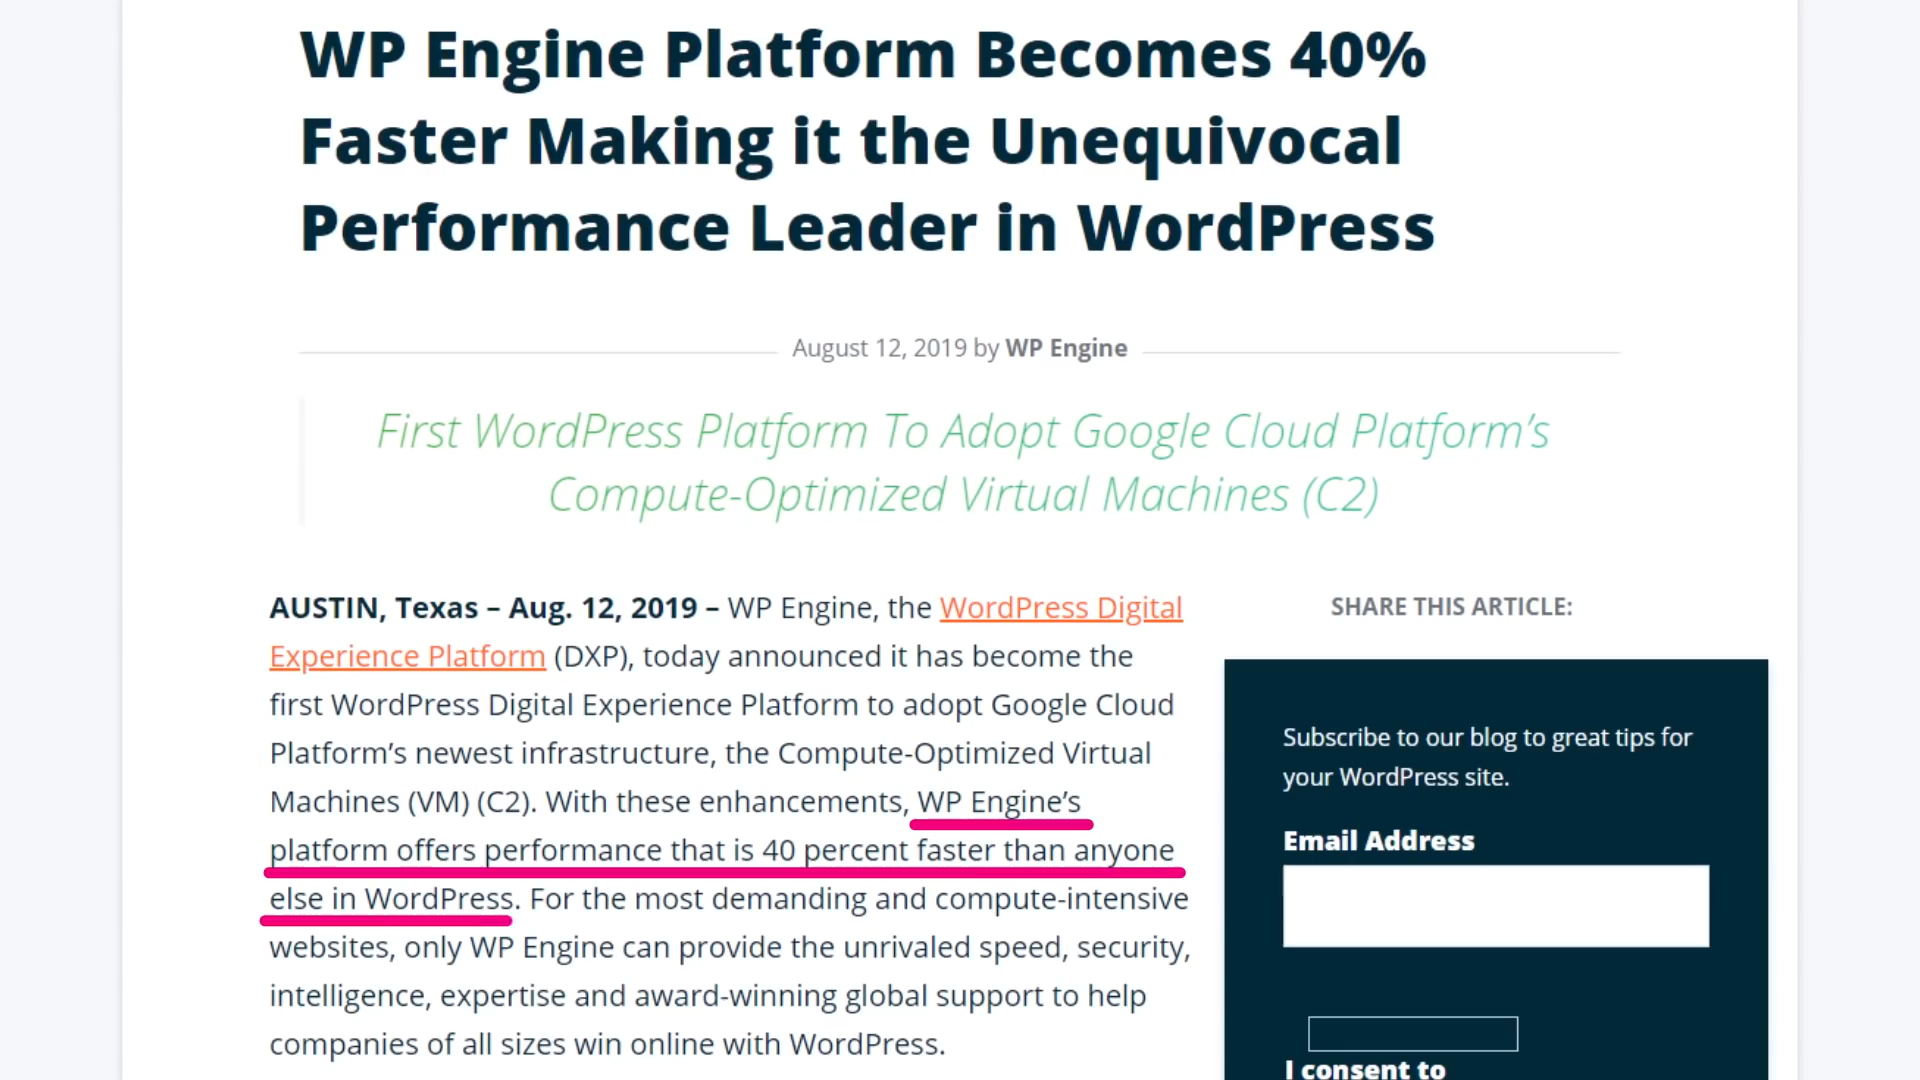 WP Engine Platform Becomes 40%
Faster Making it the Unequivocal
Performance Leader in WordPress
August 12, 2019 by WP Engine
First WordPress Platform To Adopt Google Cloud Platform’s
Compute-Optimized Virtual Machines (C2)
AUSTIN, Texas – Aug. 12, 2019 – WP Engine, the WordPress Digital
Experience Platform (DXP), today announced it has become the
first WordPress Digital Experience Platform to adopt Google Cloud
Platform’s newest infrastructure, the Compute-Optimized Virtual
Machines (VM) (C2). With these enhancements, WP Engine’s
platform offers performance that is 40 percent faster than anyone
else in WordPress. For the most demanding and compute-intensive
websites, only WP Engine can provide the unrivaled speed, security,
intelligence, expertise and award-winning global support to help
companies of all sizes win online with WordPress.
SHARE THIS ARTICLE:
Subscribe to our blog to great tips for
your WordPress site.
Email Address
I consent to